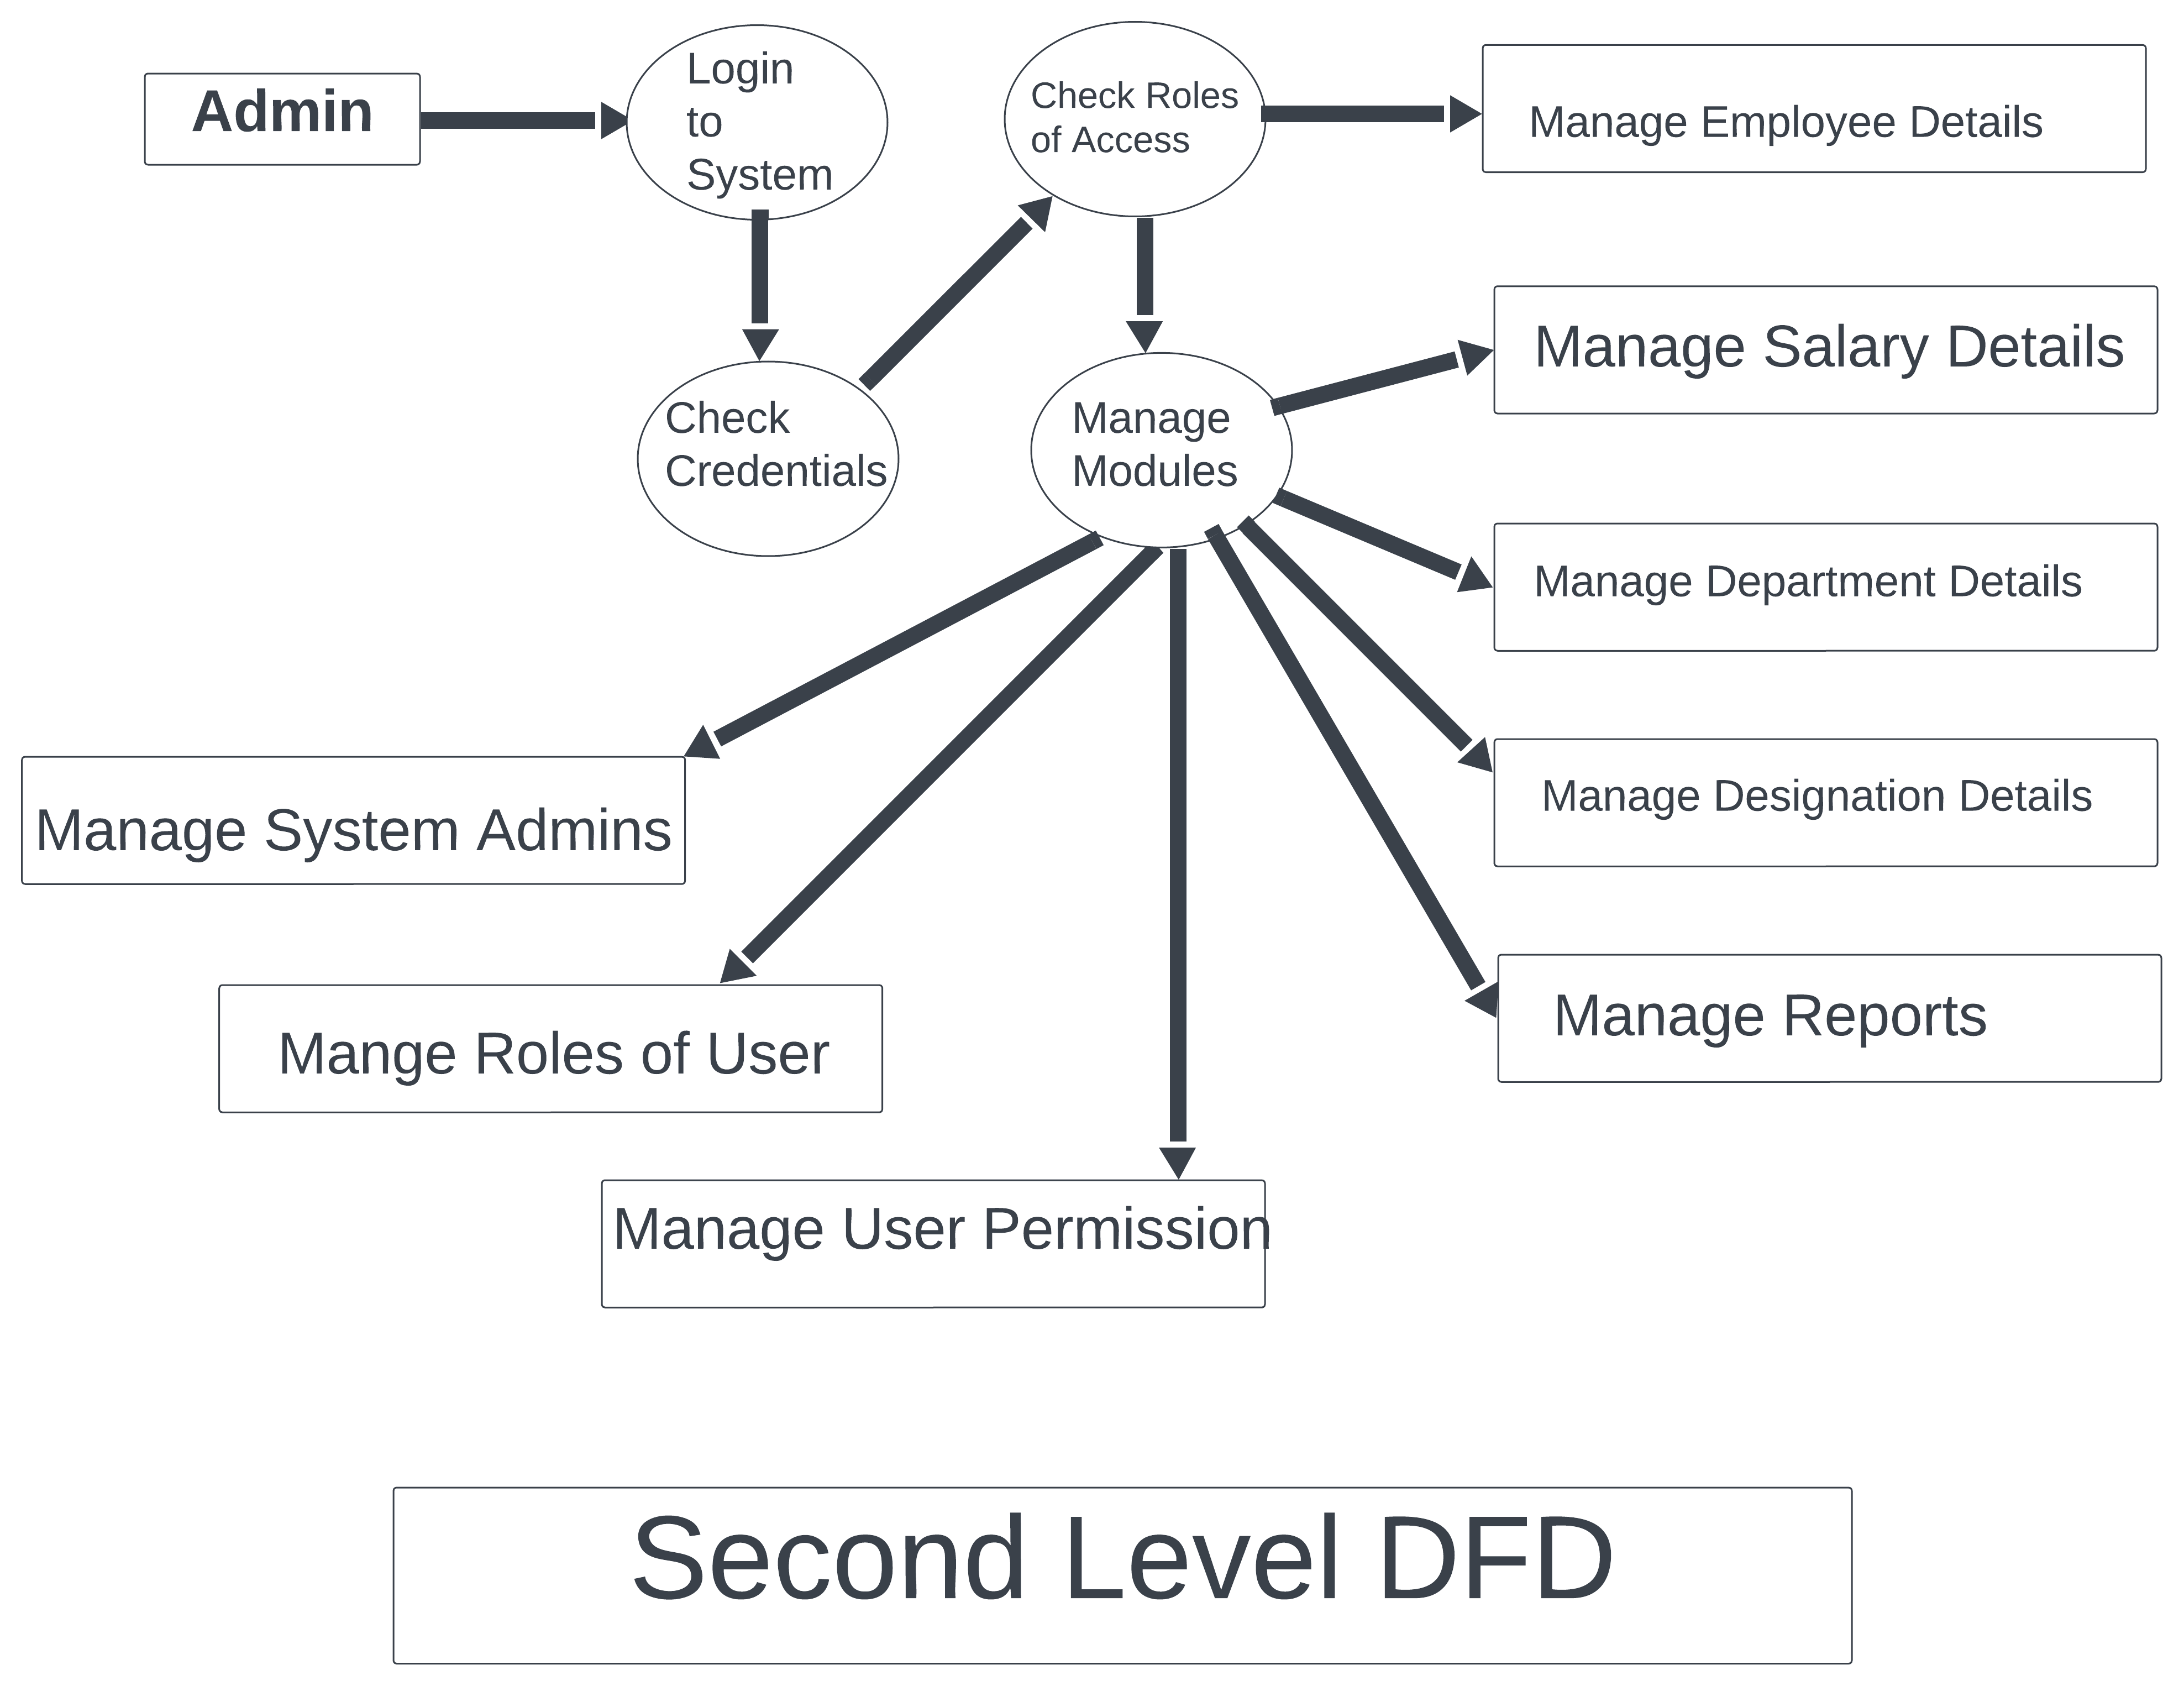 Admin
Login
to
System
Check Roles
of Access
Manage Employee Details
Manage Salary Details
Check
Credentials
Manage
Modules
Manage Department Details
Manage Designation Details
Manage System Admins
Manage Reports
Mange Roles of User
Manage User Permission
Second Level DFD